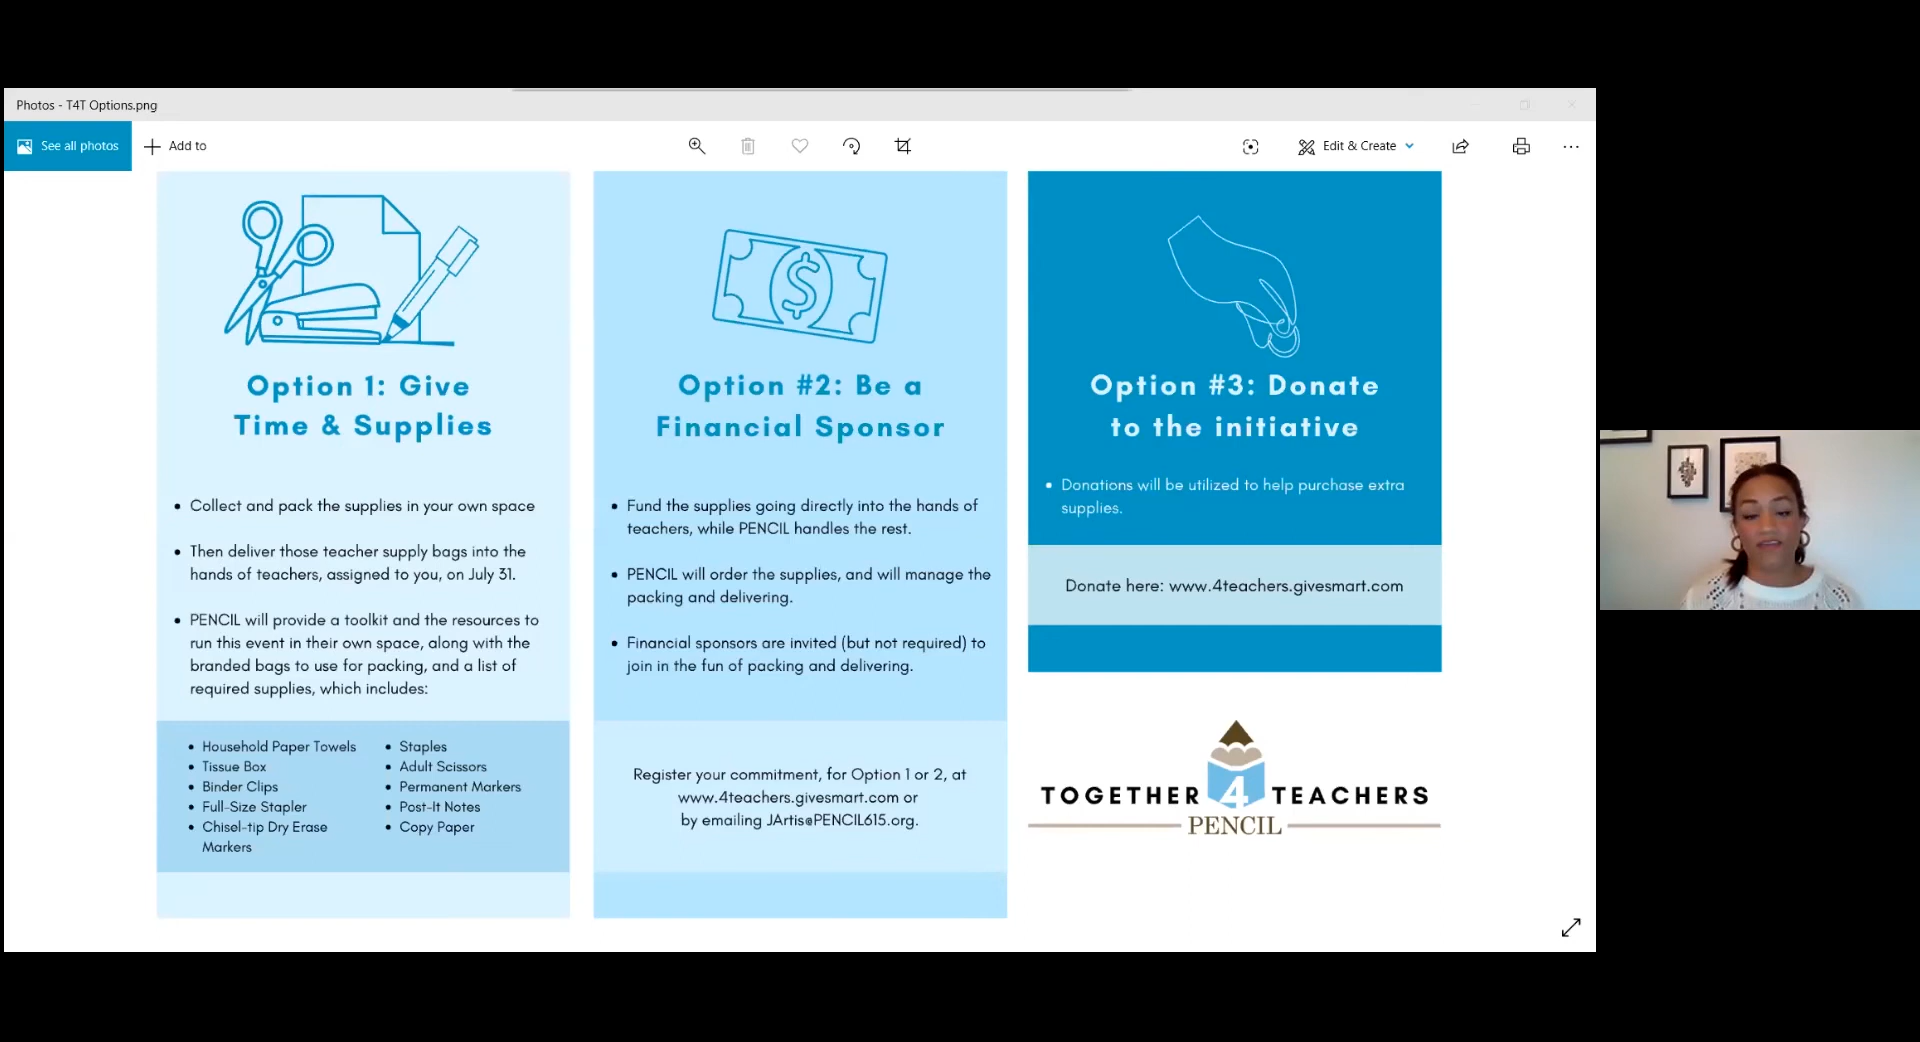 Photos - T4T Options.png
See all photos
Add to
Edit & Create
Option 1: Give
Time & Supplies
Collect and pack the supplies in your own space
Then deliver those teacher supply bags into the
hands of teachers, assigned to you, on July 31.
PENCIL will provide a toolkit and the resources to
run this event in their own space, along with the
branded bags to use for packing, and a list of
required supplies, which includes:
Household Paper Towels
Tissue Box
Binder Clips
Full-Size Stapler
Chisel-tip Dry Erase
Markers
Staples
Adult Scissors
Permanent Markers
Post-It Notes
Copy Paper
$
Option #2: Be a
Financial Sponsor
Fund the supplies going directly into the hands of
teachers, while PENCIL handles the rest.
PENCIL will order the supplies, and will manage the
packing and delivering.
Financial sponsors are invited (but not required) to
join in the fun of packing and delivering.
Register your commitment, for Option 1 or 2, at
www.4teachers.givesmart.com or
by emailing JArtis@PENCIL615.org.
Option #3: Donate
to the initiative
Donations will be utilized to help purchase extra
supplies.
Donate here: www.4teachers.givesmart.com
TOGETHER 4 TEACHERS
PENCIL